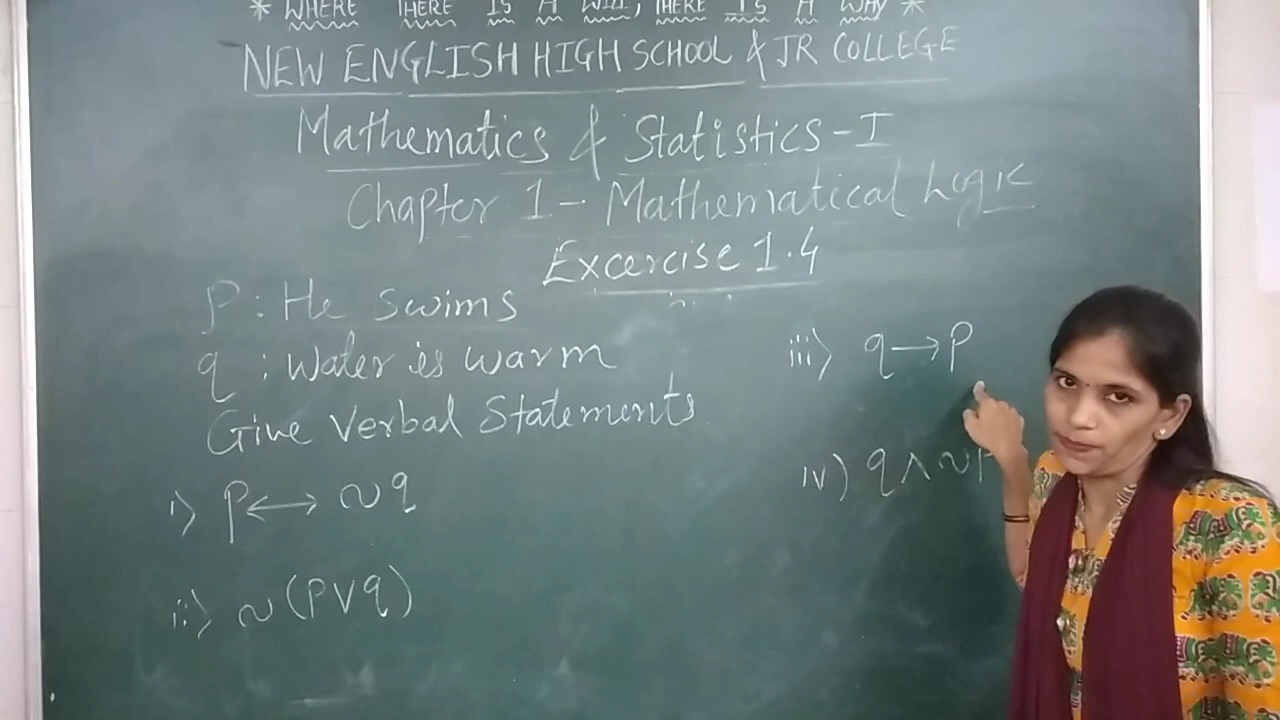 * WHERE THERE IS A WILL, THERE IS A WAY *
NEW ENGLISH HIGH SCHOOL & JR COLLEGE
Mathematics & Statistics-I
Chapter 1- Mathematical Logic
Excercise 1.4
P : He swims
q : Water is warm
Give Verbal Statements
i) P ⟷ ~q
ii) ~(P∨q)
iii) q → P
iv) q ∧ ~P